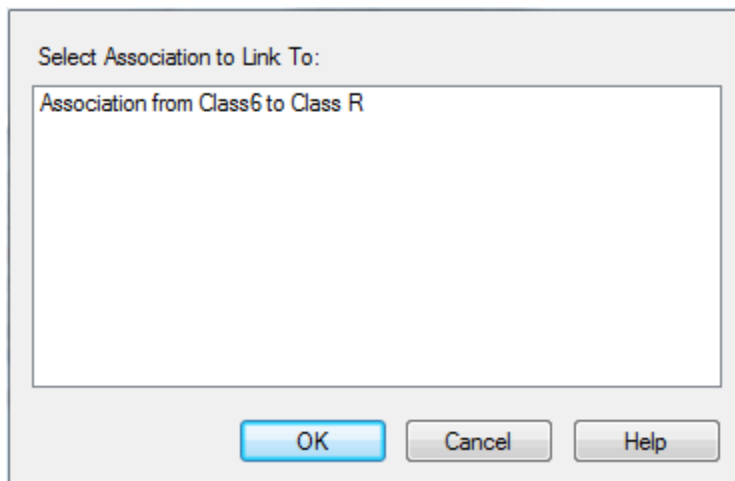 Select Association to Link To:
Association from Class6 to Class R
OK Cancel Help